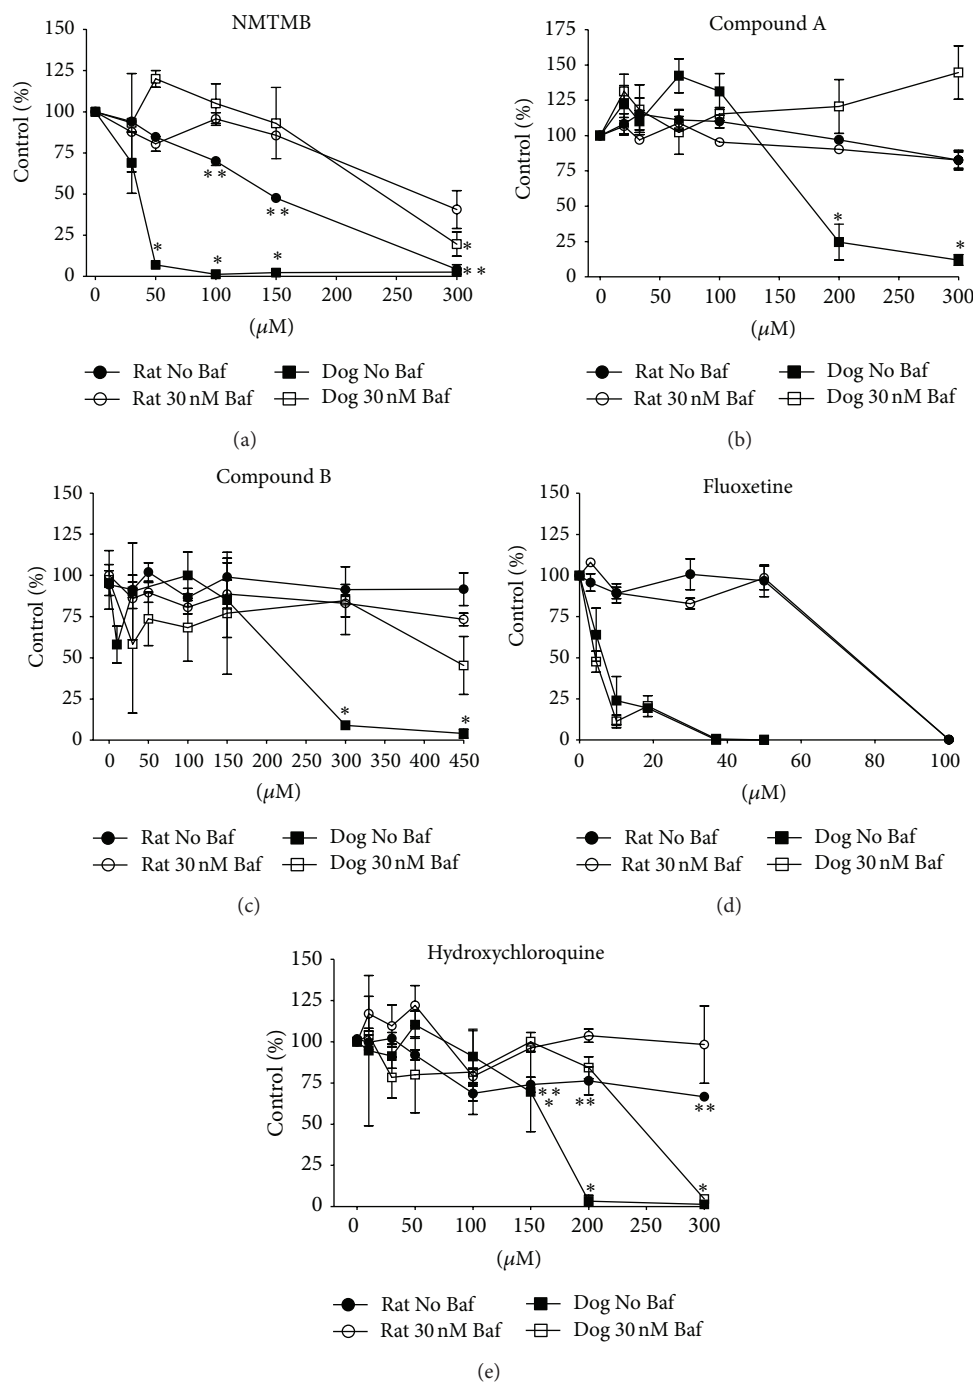 NMTMB
Control (%)
150
125
100
75
50
25
0
**
**
*
*
*
*
**
0 50 100 150 200 250 300
(μM)
Rat No Baf
Dog No Baf
Rat 30 nM Baf
Dog 30 nM Baf
(a)
Compound A
Control (%)
175
150
125
100
75
50
25
0
*
*
0 50 100 150 200 250 300
(μM)
Rat No Baf
Dog No Baf
Rat 30 nM Baf
Dog 30 nM Baf
(b)
Compound B
Control (%)
150
125
100
75
50
25
0
*
*
0 50 100 150 200 250 300 350 400 450
(μM)
Rat No Baf
Dog No Baf
Rat 30 nM Baf
Dog 30 nM Baf
(c)
Fluoxetine
Control (%)
150
125
100
75
50
25
0
0 20 40 60 80 100
(μM)
Rat No Baf
Dog No Baf
Rat 30 nM Baf
Dog 30 nM Baf
(d)
Hydroxychloroquine
Control (%)
150
125
100
75
50
25
0
**
*
**
**
*
*
0 50 100 150 200 250 300
(μM)
Rat No Baf
Dog No Baf
Rat 30 nM Baf
Dog 30 nM Baf
(e)